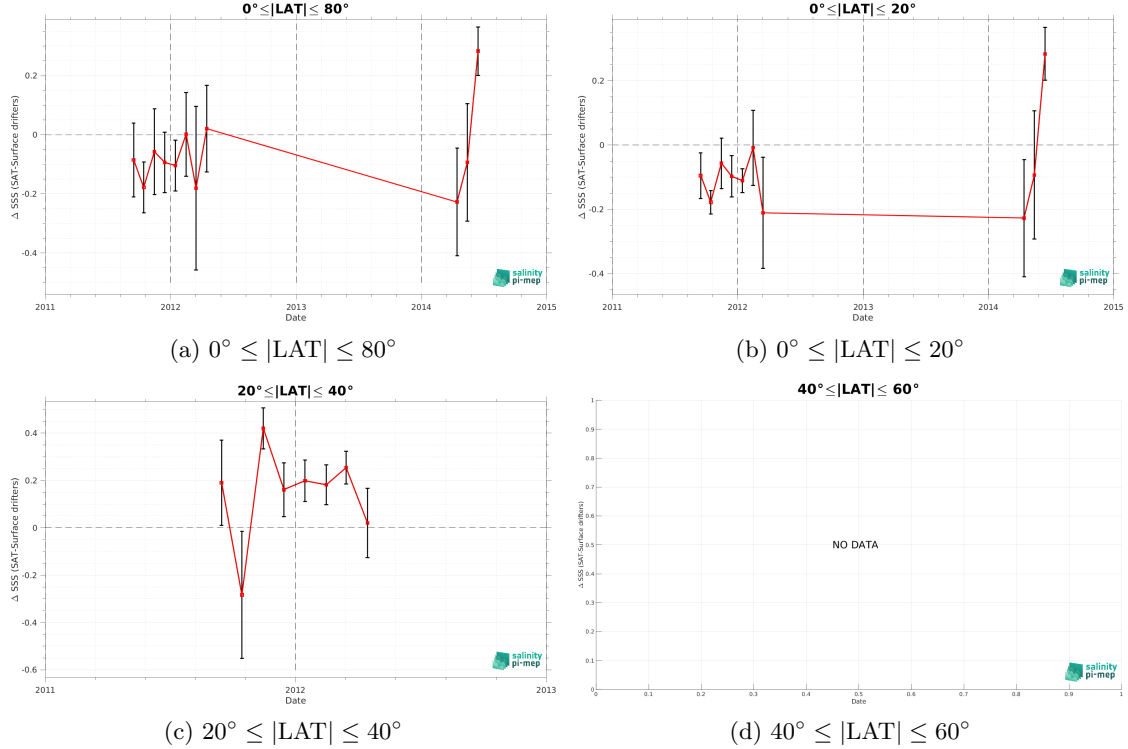 0°≤|LAT|≤ 80°
0.2
0
-0.2
-0.4
Δ SSS (SAT-Surface drifters)
2011
2012
2013
2014
2015
Date
salinity
pi-mep
(a) 0° ≤ |LAT| ≤ 80°
0°≤|LAT|≤ 20°
0.2
0
-0.2
-0.4
Δ SSS (SAT-Surface drifters)
2011
2012
2013
2014
2015
Date
salinity
pi-mep
(b) 0° ≤ |LAT| ≤ 20°
20°≤|LAT|≤ 40°
0.4
0.2
0
-0.2
-0.4
-0.6
Δ SSS (SAT-Surface drifters)
2011
2012
2013
Date
salinity
pi-mep
(c) 20° ≤ |LAT| ≤ 40°
40°≤|LAT|≤ 60°
1
0.9
0.8
0.7
0.6
0.5
0.4
0.3
0.2
0.1
0
Δ SSS (SAT-Surface drifters)
NO DATA
0
0.1
0.2
0.3
0.4
0.5
0.6
0.7
0.8
0.9
1
Date
salinity
pi-mep
(d) 40° ≤ |LAT| ≤ 60°